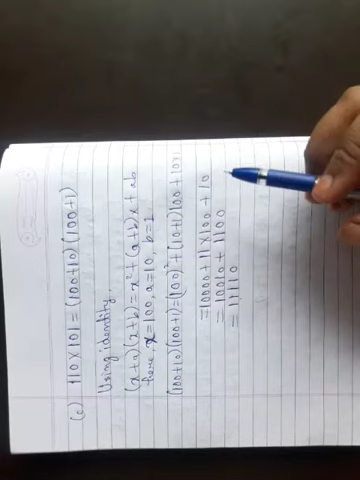 (c) 110 × 101 = (100+10) (100+1)
Using identity,
(x+a)(x+b) = x² + (a+b)x + ab
here, x = 100, a = 10, b = 1
(100+10)(100+1) = (100)² + (10+1)100 + 10×1
= 10000 + 11 × 100 + 10
= 10010 + 1100
= 11110